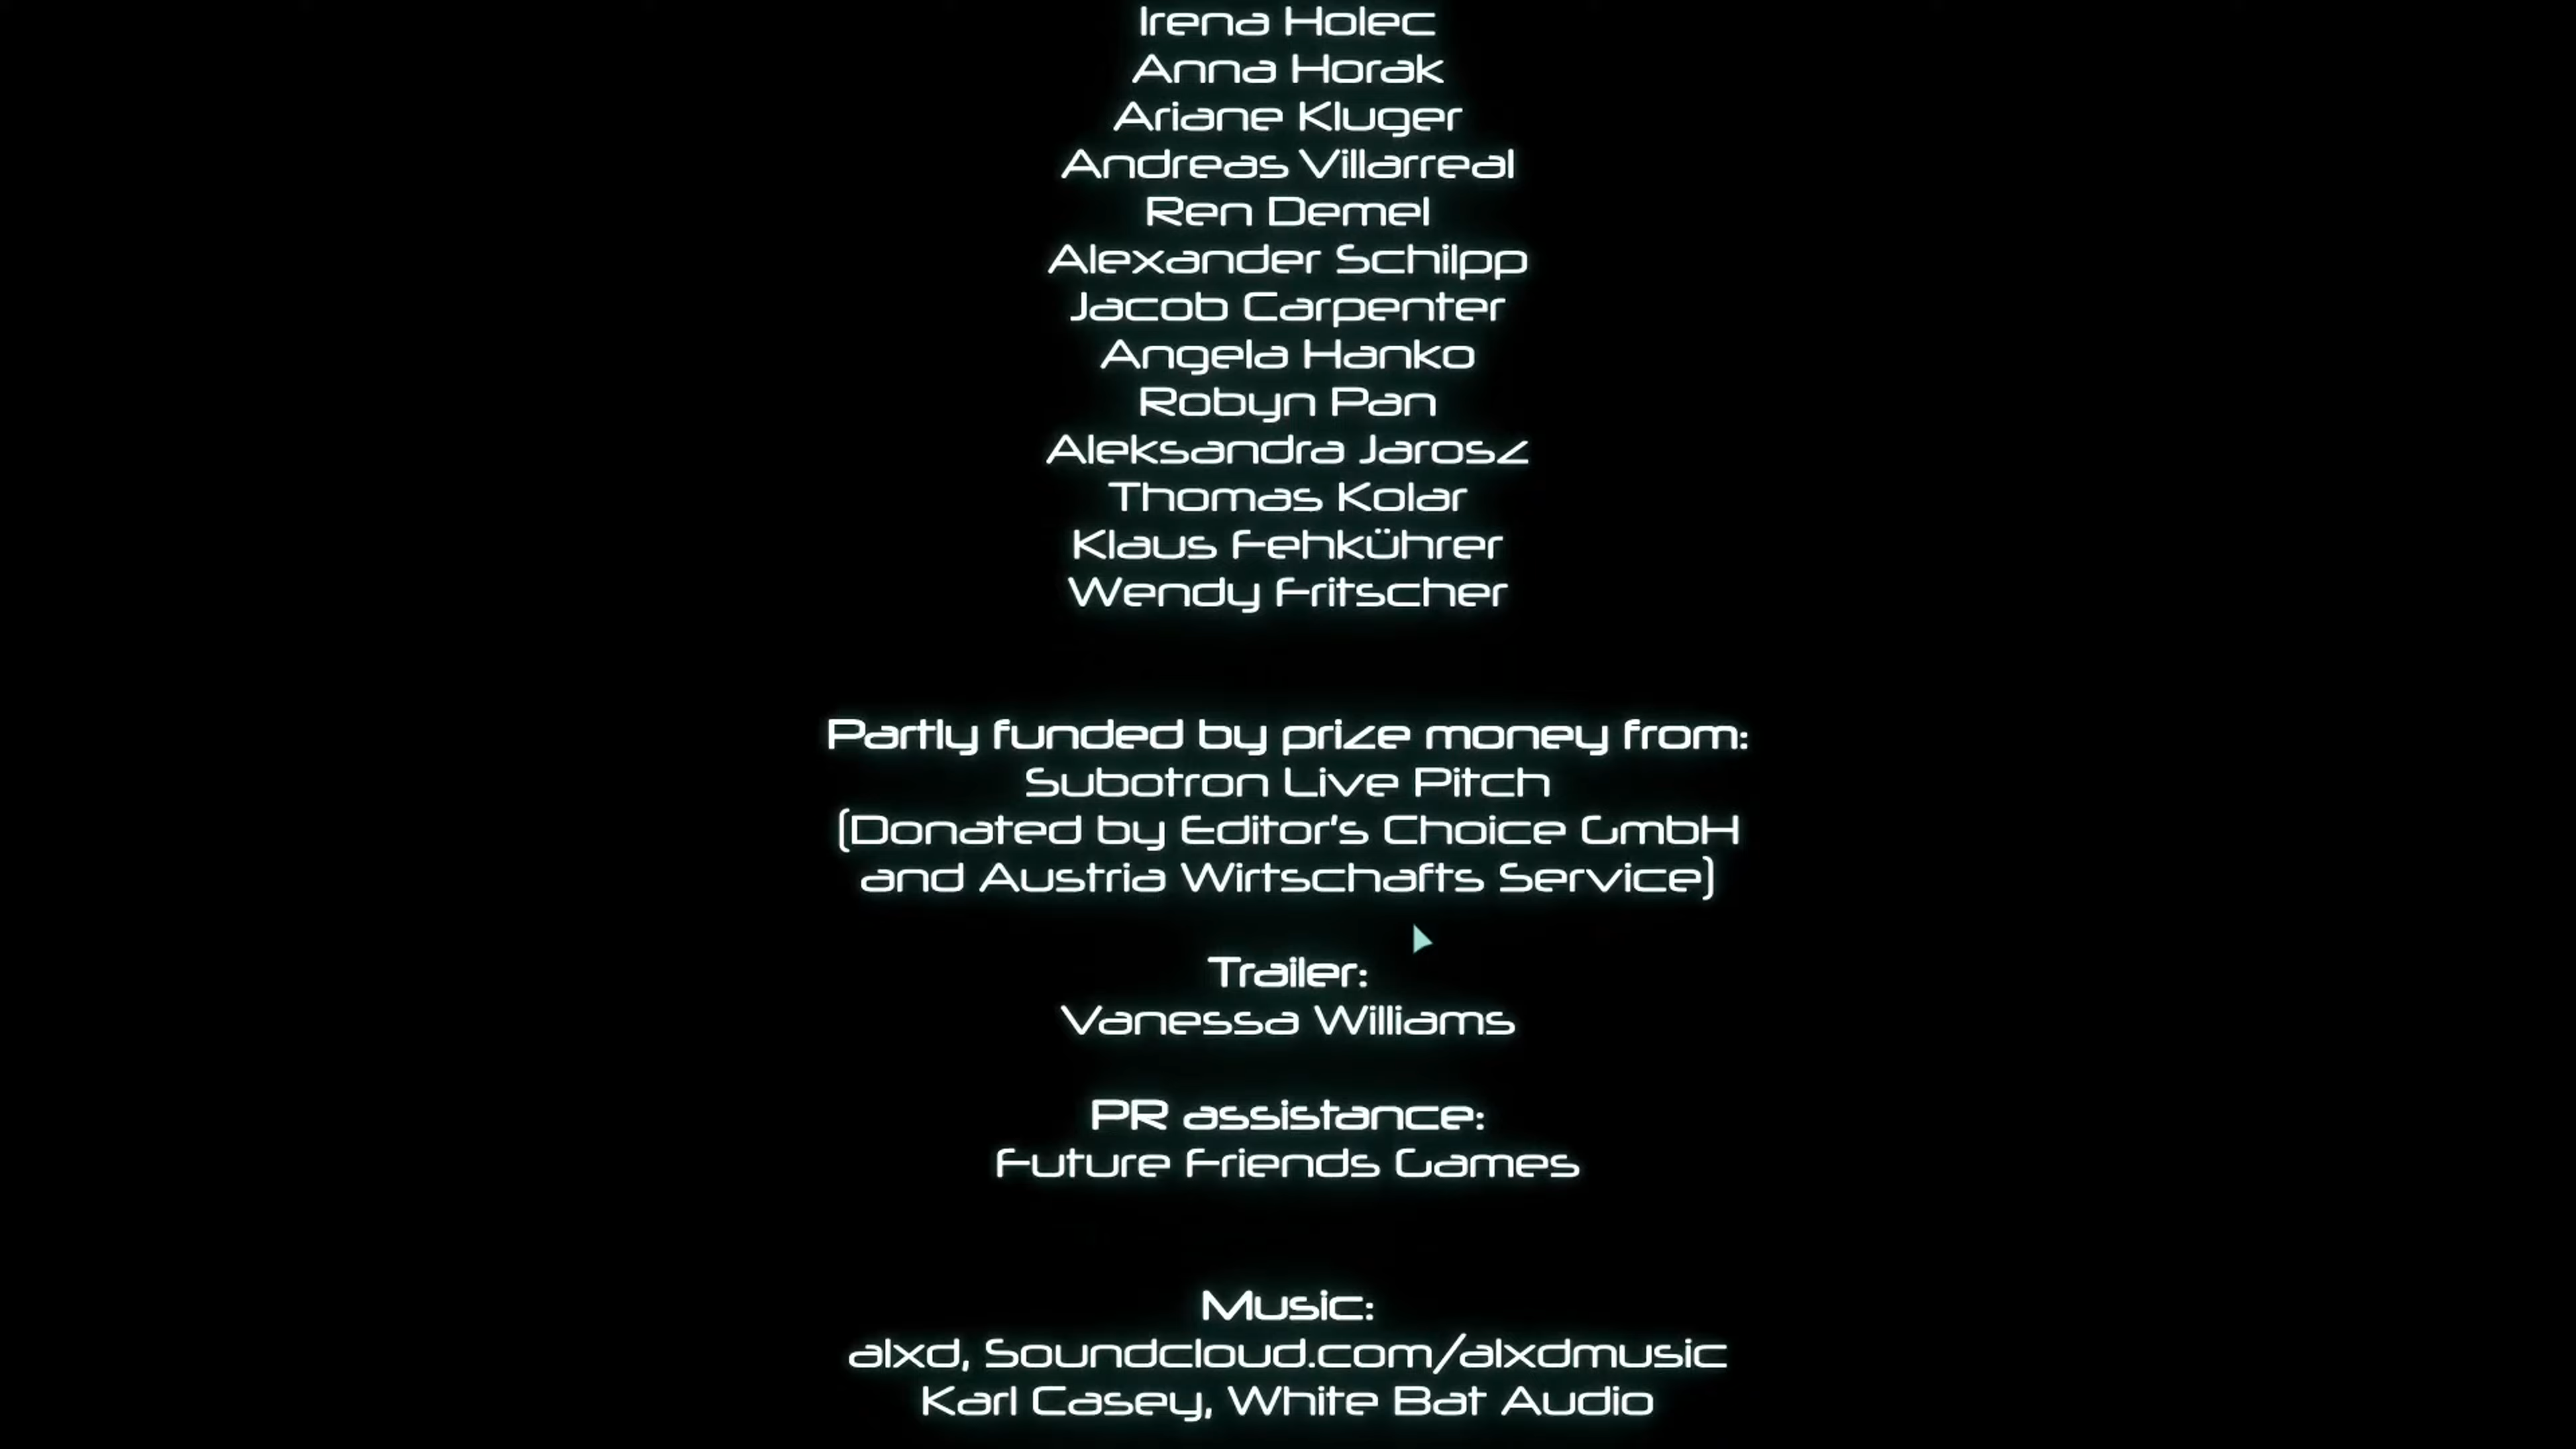 Irena Holec
Anna Horak
Ariane Kluger
Andreas Villarreal
Ren Demel
Alexander Schilpp
Jacob Carpenter
Angela Hanko
Robyn Pan
Aleksandra Jarosz
Thomas Kolar
Klaus Fehkührer
Wendy Fritscher
Partly funded by prize money from:
Subotron Live Pitch
(Donated by Editor's Choice GmbH
and Austria Wirtschafts Service)
Trailer:
Vanessa Williams
PR assistance:
Future Friends Games
Music:
alxd, Soundcloud.com/alxdmusic
Karl Casey, White Bat Audio